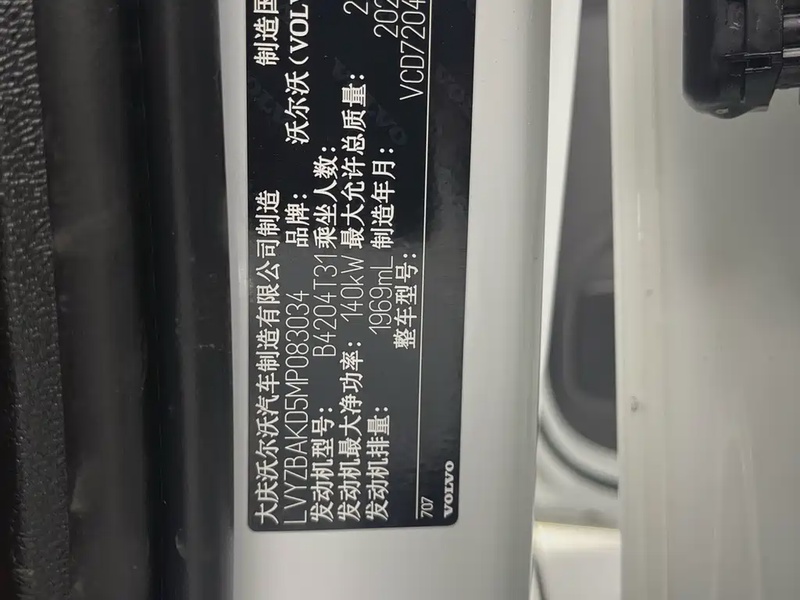 大庆沃尔沃汽车制造有限公司制造 制造国
LVYZBAKD5MP083034 品牌： 沃尔沃（VOLV
发动机型号： B4204T31 乘坐人数：
发动机最大净功率： 140kW 最大允许总质量： 2
发动机排量： 1969mL 制造年月： 202
整车型号： VCD7204
707
VOLVO